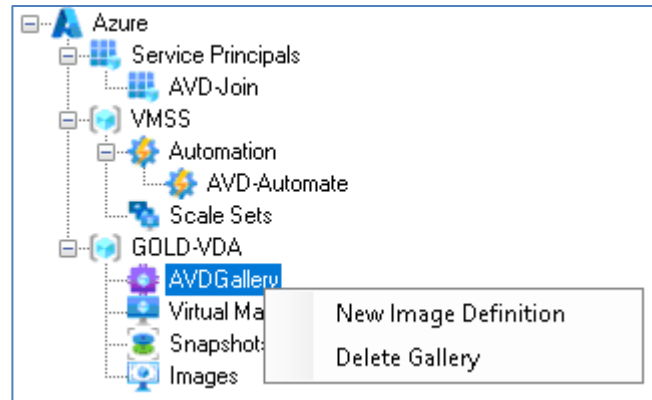 Azure
Service Principals
AVD-Join
VMSS
Automation
AVD-Automate
Scale Sets
GOLD-VDA
AVDGallery
Virtual Ma
New Image Definition
Snapshot
Delete Gallery
Images